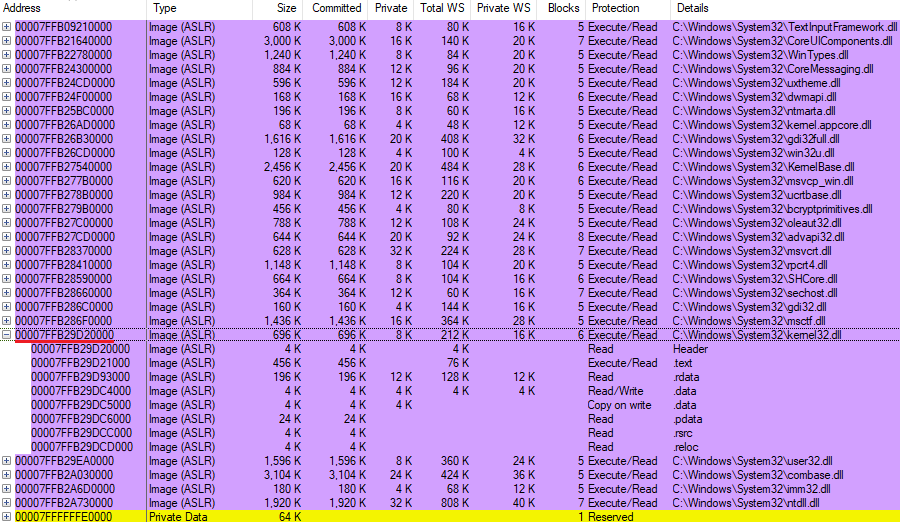 Address Type Size Committed Private Total WS Private WS Blocks Protection Details
00007FFB09210000 Image (ASLR) 608 K 608 K 8 K 80 K 16 K 5 Execute/Read C:\Windows\System32\TextInputFramework.dll
00007FFB21640000 Image (ASLR) 3,000 K 3,000 K 16 K 140 K 20 K 7 Execute/Read C:\Windows\System32\CoreUIComponents.dll
00007FFB22780000 Image (ASLR) 1,240 K 1,240 K 8 K 84 K 20 K 5 Execute/Read C:\Windows\System32\WinTypes.dll
00007FFB24300000 Image (ASLR) 884 K 884 K 12 K 96 K 20 K 5 Execute/Read C:\Windows\System32\CoreMessaging.dll
00007FFB24CD0000 Image (ASLR) 596 K 596 K 12 K 184 K 20 K 5 Execute/Read C:\Windows\System32\uxtheme.dll
00007FFB24F00000 Image (ASLR) 168 K 168 K 16 K 68 K 12 K 6 Execute/Read C:\Windows\System32\dwmapi.dll
00007FFB25BC0000 Image (ASLR) 196 K 196 K 8 K 60 K 16 K 5 Execute/Read C:\Windows\System32\ntmarta.dll
00007FFB26AD0000 Image (ASLR) 68 K 68 K 4 K 48 K 12 K 5 Execute/Read C:\Windows\System32\kernel.appcore.dll
00007FFB26B30000 Image (ASLR) 1,616 K 1,616 K 20 K 408 K 32 K 6 Execute/Read C:\Windows\System32\gdi32full.dll
00007FFB26CD0000 Image (ASLR) 128 K 128 K 4 K 100 K 4 K 5 Execute/Read C:\Windows\System32\win32u.dll
00007FFB27540000 Image (ASLR) 2,456 K 2,456 K 20 K 484 K 28 K 6 Execute/Read C:\Windows\System32\KernelBase.dll
00007FFB277B0000 Image (ASLR) 620 K 620 K 16 K 116 K 20 K 5 Execute/Read C:\Windows\System32\msvcp_win.dll
00007FFB278B0000 Image (ASLR) 984 K 984 K 12 K 220 K 20 K 5 Execute/Read C:\Windows\System32\ucrtbase.dll
00007FFB279B0000 Image (ASLR) 456 K 456 K 4 K 80 K 8 K 5 Execute/Read C:\Windows\System32\bcryptprimitives.dll
00007FFB27C00000 Image (ASLR) 788 K 788 K 12 K 108 K 24 K 5 Execute/Read C:\Windows\System32\oleaut32.dll
00007FFB27CD0000 Image (ASLR) 644 K 644 K 20 K 92 K 24 K 8 Execute/Read C:\Windows\System32\advapi32.dll
00007FFB28370000 Image (ASLR) 628 K 628 K 32 K 224 K 28 K 7 Execute/Read C:\Windows\System32\msvcrt.dll
00007FFB28410000 Image (ASLR) 1,148 K 1,148 K 8 K 104 K 20 K 5 Execute/Read C:\Windows\System32\rpcrt4.dll
00007FFB28590000 Image (ASLR) 664 K 664 K 8 K 104 K 16 K 6 Execute/Read C:\Windows\System32\SHCore.dll
00007FFB28660000 Image (ASLR) 364 K 364 K 12 K 60 K 16 K 7 Execute/Read C:\Windows\System32\sechost.dll
00007FFB286C0000 Image (ASLR) 160 K 160 K 4 K 144 K 12 K 5 Execute/Read C:\Windows\System32\gdi32.dll
00007FFB286F0000 Image (ASLR) 1,436 K 1,436 K 16 K 364 K 28 K 5 Execute/Read C:\Windows\System32\msctf.dll
00007FFB29D20000 Image (ASLR) 696 K 696 K 8 K 212 K 16 K 6 Execute/Read C:\Windows\System32\kernel32.dll
00007FFB29D20000 Image (ASLR) 4 K 4 K 4 K Read Header
00007FFB29D21000 Image (ASLR) 456 K 456 K 76 K Execute/Read .text
00007FFB29D93000 Image (ASLR) 196 K 196 K 12 K 128 K 12 K Read .rdata
00007FFB29DC4000 Image (ASLR) 4 K 4 K 4 K 4 K 4 K Read/Write .data
00007FFB29DC5000 Image (ASLR) 4 K 4 K 4 K Copy on write .data
00007FFB29DC6000 Image (ASLR) 24 K 24 K Read .pdata
00007FFB29DCC000 Image (ASLR) 4 K 4 K Read .rsrc
00007FFB29DCD000 Image (ASLR) 4 K 4 K Read .reloc
00007FFB29EA0000 Image (ASLR) 1,596 K 1,596 K 8 K 360 K 24 K 5 Execute/Read C:\Windows\System32\user32.dll
00007FFB2A030000 Image (ASLR) 3,104 K 3,104 K 24 K 424 K 36 K 5 Execute/Read C:\Windows\System32\combase.dll
00007FFB2A6D0000 Image (ASLR) 180 K 180 K 4 K 68 K 12 K 5 Execute/Read C:\Windows\System32\imm32.dll
00007FFB2A730000 Image (ASLR) 1,920 K 1,920 K 32 K 808 K 40 K 7 Execute/Read C:\Windows\System32\ntdll.dll
00007FFFFFFE0000 Private Data 64 K 1 Reserved